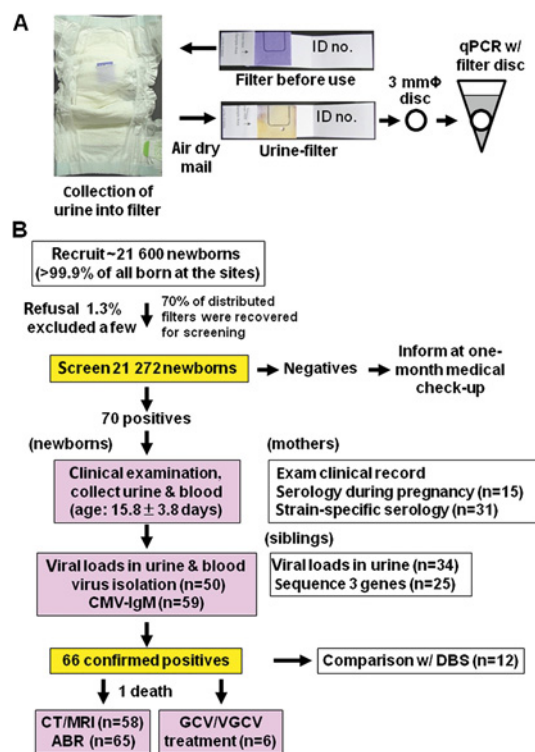 A
ID no.
Filter before use
3 mmΦ
disc
qPCR w/
filter disc
ID no.
Air dry
mail
Urine-filter
Collection of
urine into filter
B
Recruit ~21 600 newborns
(>99.9% of all born at the sites)
Refusal 1.3%
excluded a few
70% of distributed
filters were recovered
for screening
Screen 21 272 newborns
Negatives
Inform at one-
month medical
check-up
70 positives
(newborns)
(mothers)
Clinical examination,
collect urine & blood
(age: 15.8 ± 3.8 days)
Exam clinical record
Serology during pregnancy (n=15)
Strain-specific serology (n=31)
(siblings)
Viral loads in urine & blood
virus isolation (n=50)
CMV-IgM (n=59)
Viral loads in urine (n=34)
Sequence 3 genes (n=25)
66 confirmed positives
Comparison w/ DBS (n=12)
1 death
CT/MRI (n=58)
ABR (n=65)
GCV/VGCV
treatment (n=6)